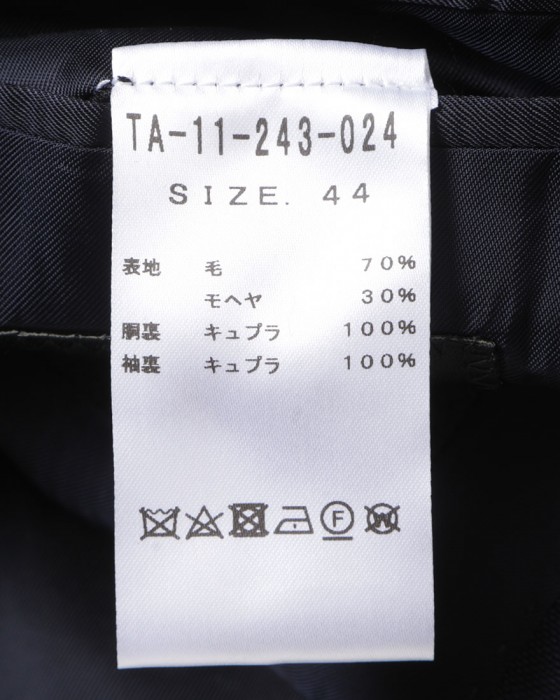 TA-11-243-024
SIZE. 44
表地 毛 70%
モヘヤ 30%
胴裏 キュプラ 100%
袖裏 キュプラ 100%
F W